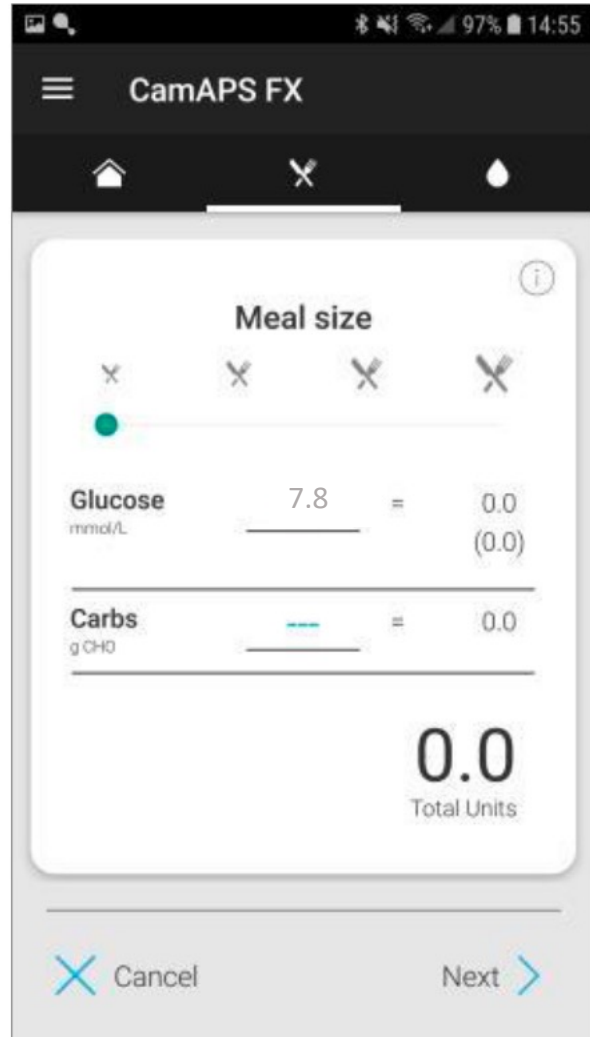 97% 14:55
CamAPS FX
Meal size
Glucose 7.8 = 0.0
mmol/L (0.0)
Carbs --- = 0.0
g CHO
0.0
Total Units
Cancel Next